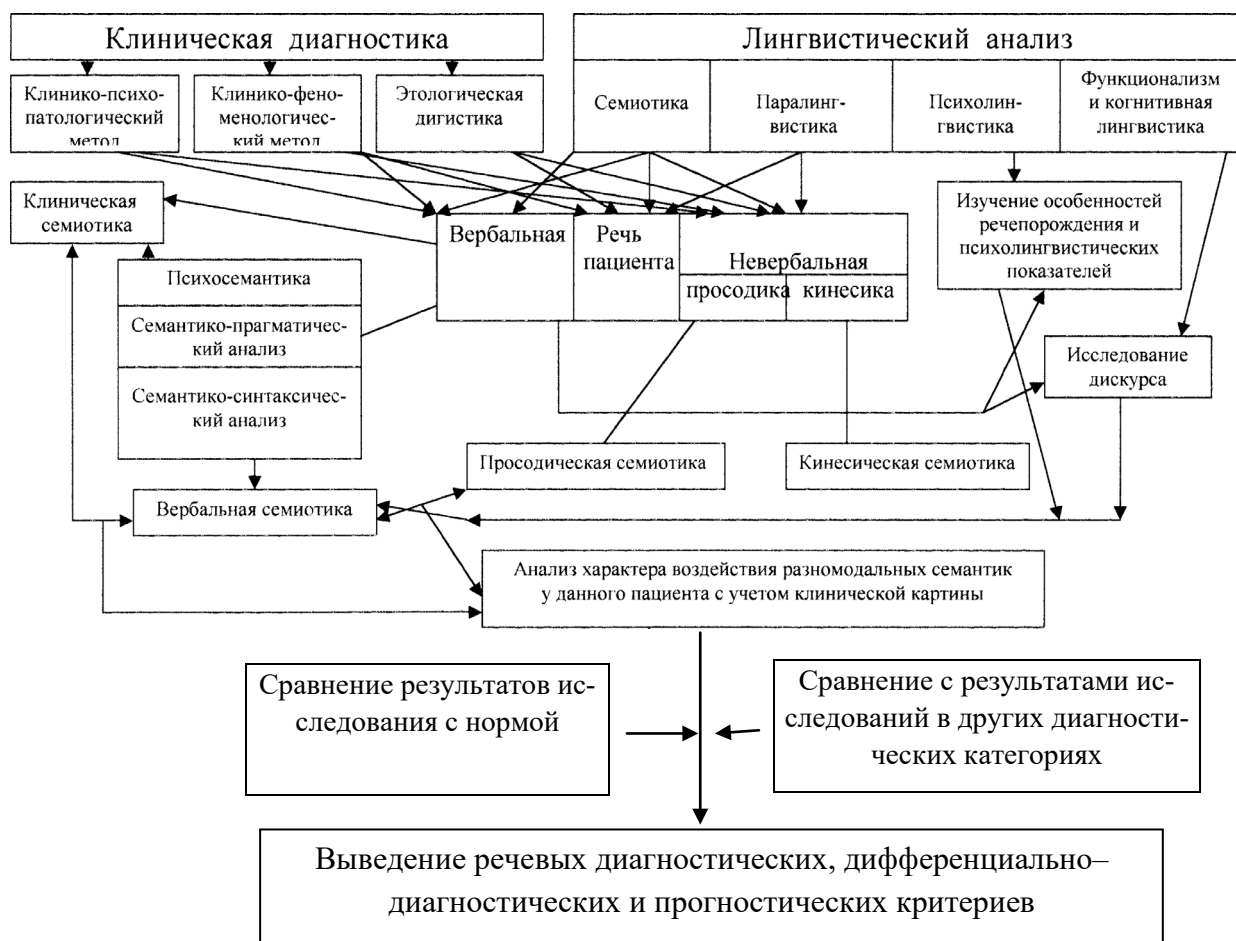 Клиническая диагностика
Лингвистический анализ
Клинико-психо-
патологический
метод
Клинико-фено-
менологичес-
кий метод
Этологическая
дигистика
Семиотика
Паралинг-
вистика
Психолин-
гвистика
Функционализм
и когнитивная
лингвистика
Клиническая
семиотика
Вербальная
Речь
пациента
Невербальная
просодика
кинесика
Изучение особенностей
речепорождения и
психолингвистических
показателей
Психосемантика
Семантико-прагматичес-
кий анализ
Семантико-синтаксичес-
кий анализ
Исследование
дискурса
Просодическая семиотика
Кинесическая семиотика
Вербальная семиотика
Анализ характера воздействия разномодальных семантик
у данного пациента с учетом клинической картины
Сравнение результатов ис-
следования с нормой
Сравнение с результатами ис-
следований в других диагности-
ческих категориях
Выведение речевых диагностических, дифференциально–
диагностических и прогностических критериев